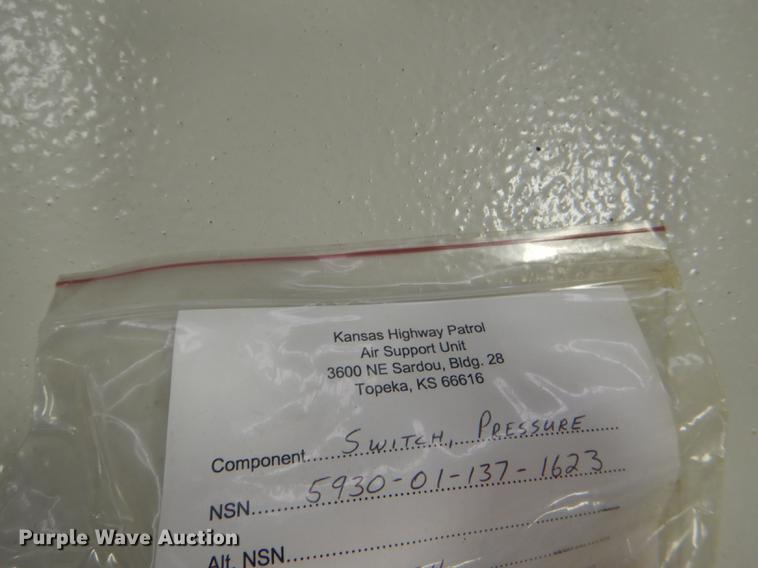 Kansas Highway Patrol
Air Support Unit
3600 NE Sardou, Bldg. 28
Topeka, KS 66616
Component......SWITCH, PRESSURE......
NSN..........5930-01-137-1623......
Alt. NSN..........
Purple Wave Auction